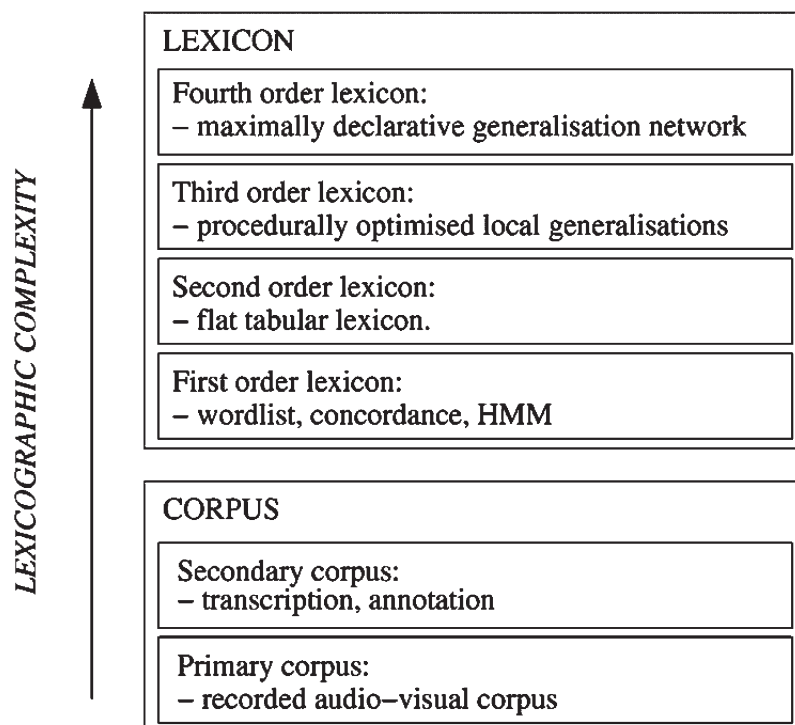 LEXICON
Fourth order lexicon:
– maximally declarative generalisation network
Third order lexicon:
– procedurally optimised local generalisations
Second order lexicon:
– flat tabular lexicon.
First order lexicon:
– wordlist, concordance, HMM
CORPUS
Secondary corpus:
– transcription, annotation
Primary corpus:
– recorded audio–visual corpus
LEXICOGRAPHIC COMPLEXITY